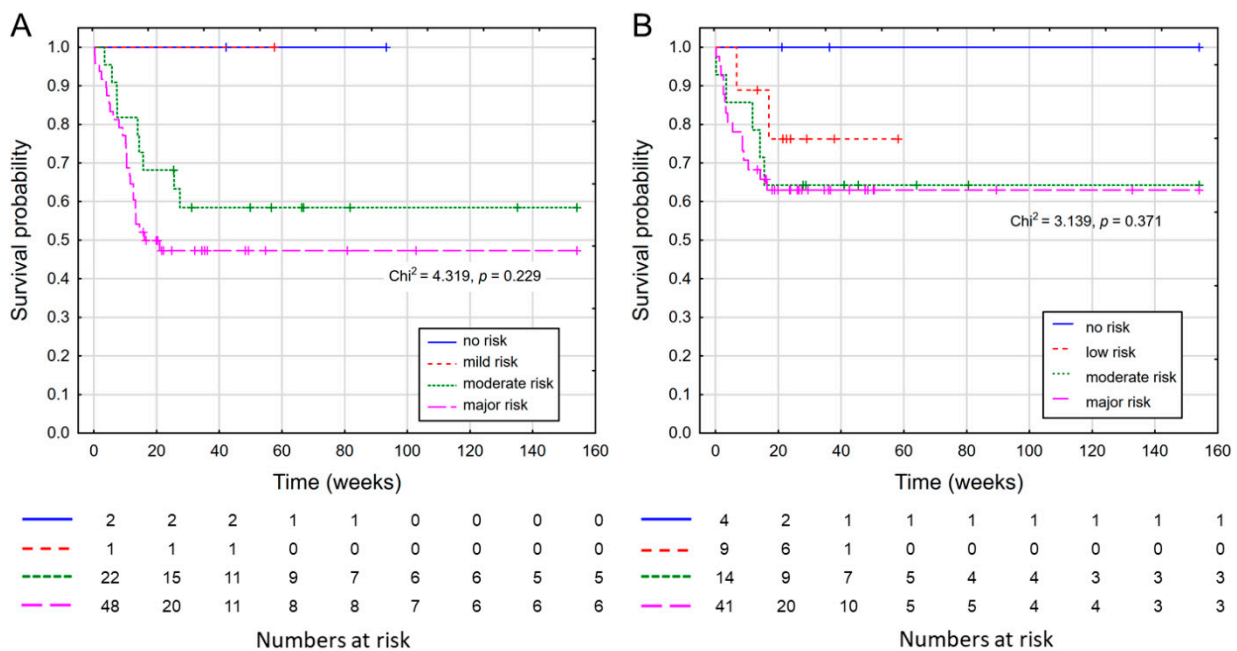 A
Survival probability
1.0
0.9
0.8
0.7
0.6
0.5
0.4
0.3
0.2
0.1
0.0
Chi² = 4.319, p = 0.229
no risk
mild risk
moderate risk
major risk
0 20 40 60 80 100 120 140 160
Time (weeks)
2 2 2 1 1 0 0 0 0
1 1 1 0 0 0 0 0 0
22 15 11 9 7 6 6 5 5
48 20 11 8 8 7 6 6 6
Numbers at risk
B
Survival probability
1.0
0.9
0.8
0.7
0.6
0.5
0.4
0.3
0.2
0.1
0.0
Chi² = 3.139, p = 0.371
no risk
low risk
moderate risk
major risk
0 20 40 60 80 100 120 140 160
Time (weeks)
4 2 1 1 1 1 1 1 1
9 6 1 0 0 0 0 0 0
14 9 7 5 4 4 3 3 3
41 20 10 5 5 4 4 3 3
Numbers at risk